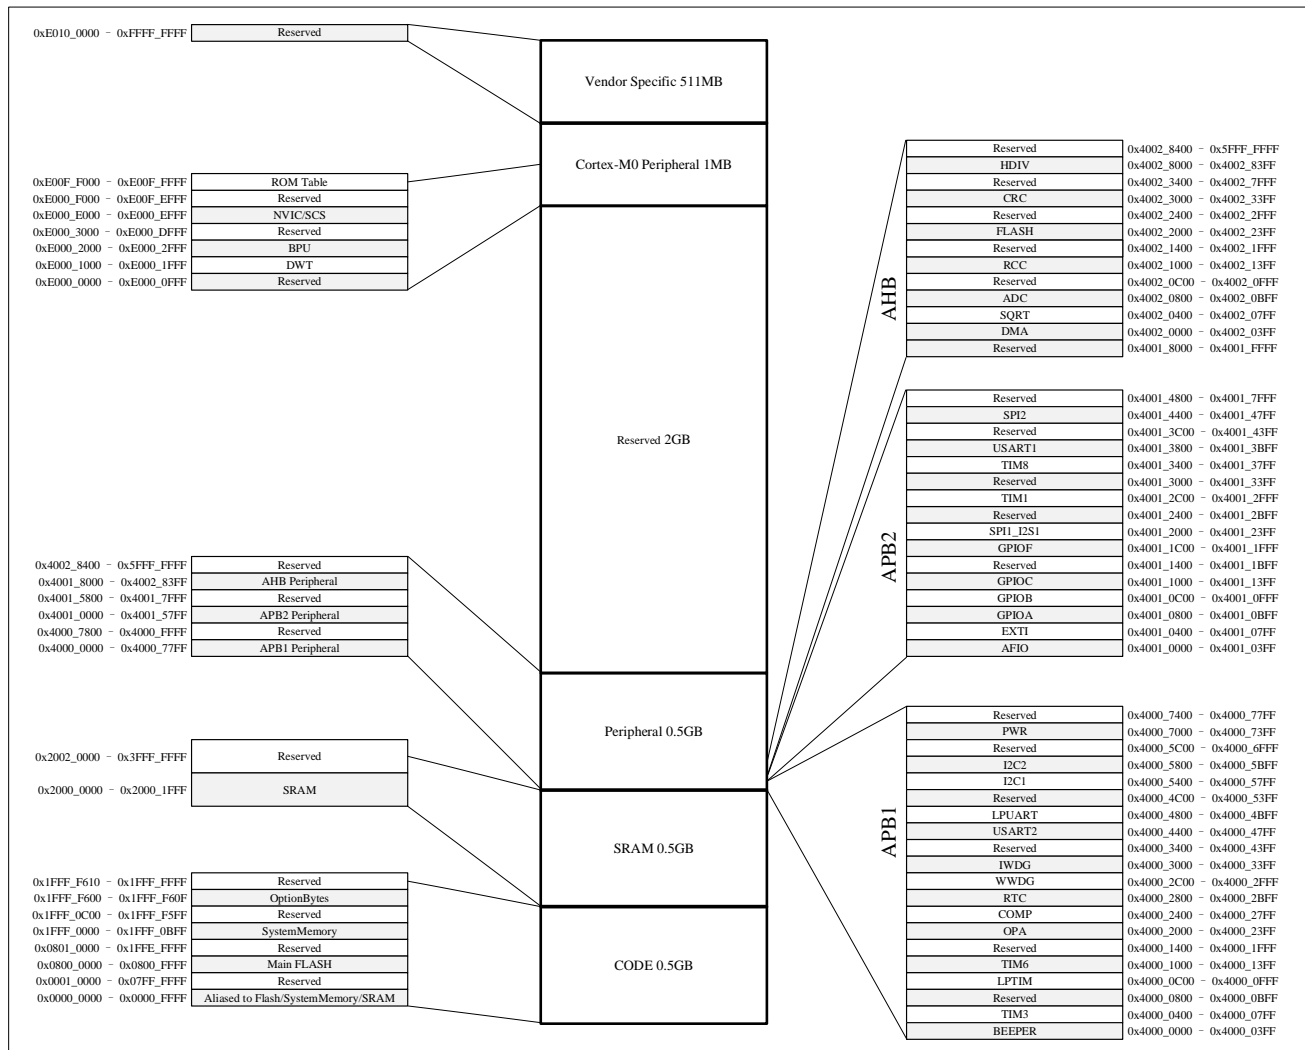 0xE010_0000 - 0xFFFF_FFFF Reserved
0xE00F_F000 - 0xE00F_FFFF ROM Table
0xE000_F000 - 0xE00F_EFFF Reserved
0xE000_E000 - 0xE000_EFFF NVIC/SCS
0xE000_3000 - 0xE000_DFFF Reserved
0xE000_2000 - 0xE000_2FFF BPU
0xE000_1000 - 0xE000_1FFF DWT
0xE000_0000 - 0xE000_0FFF Reserved
0x4002_8400 - 0x5FFF_FFFF Reserved
0x4001_8000 - 0x4002_83FF AHB Peripheral
0x4001_5800 - 0x4001_7FFF Reserved
0x4001_0000 - 0x4001_57FF APB2 Peripheral
0x4000_7800 - 0x4000_FFFF Reserved
0x4000_0000 - 0x4000_77FF APB1 Peripheral
0x2002_0000 - 0x3FFF_FFFF Reserved
0x2000_0000 - 0x2000_1FFF SRAM
0x1FFF_F610 - 0x1FFF_FFFF Reserved
0x1FFF_F600 - 0x1FFF_F60F OptionBytes
0x1FFF_0C00 - 0x1FFF_F5FF Reserved
0x1FFF_0000 - 0x1FFF_0BFF SystemMemory
0x0801_0000 - 0x1FFE_FFFF Reserved
0x0800_0000 - 0x0800_FFFF Main FLASH
0x0001_0000 - 0x07FF_FFFF Reserved
0x0000_0000 - 0x0000_FFFF Aliased to Flash/SystemMemory/SRAM
Vendor Specific 511MB
Cortex-M0 Peripheral 1MB
Reserved 2GB
Peripheral 0.5GB
SRAM 0.5GB
CODE 0.5GB
AHB
Reserved 0x4002_8400 - 0x5FFF_FFFF
HDIV 0x4002_8000 - 0x4002_83FF
Reserved 0x4002_3400 - 0x4002_7FFF
CRC 0x4002_3000 - 0x4002_33FF
Reserved 0x4002_2400 - 0x4002_2FFF
FLASH 0x4002_2000 - 0x4002_23FF
Reserved 0x4002_1400 - 0x4002_1FFF
RCC 0x4002_1000 - 0x4002_13FF
Reserved 0x4002_0C00 - 0x4002_0FFF
ADC 0x4002_0800 - 0x4002_0BFF
SQRT 0x4002_0400 - 0x4002_07FF
DMA 0x4002_0000 - 0x4002_03FF
Reserved 0x4001_8000 - 0x4001_FFFF
APB2
Reserved 0x4001_4800 - 0x4001_7FFF
SPI2 0x4001_4400 - 0x4001_47FF
Reserved 0x4001_3C00 - 0x4001_43FF
USART1 0x4001_3800 - 0x4001_3BFF
TIM8 0x4001_3400 - 0x4001_37FF
Reserved 0x4001_3000 - 0x4001_33FF
TIM1 0x4001_2C00 - 0x4001_2FFF
Reserved 0x4001_2400 - 0x4001_2BFF
SPI1_I2S1 0x4001_2000 - 0x4001_23FF
GPIOF 0x4001_1C00 - 0x4001_1FFF
Reserved 0x4001_1400 - 0x4001_1BFF
GPIOC 0x4001_1000 - 0x4001_13FF
GPIOB 0x4001_0C00 - 0x4001_0FFF
GPIOA 0x4001_0800 - 0x4001_0BFF
EXTI 0x4001_0400 - 0x4001_07FF
AFIO 0x4001_0000 - 0x4001_03FF
APB1
Reserved 0x4000_7400 - 0x4000_77FF
PWR 0x4000_7000 - 0x4000_73FF
Reserved 0x4000_5C00 - 0x4000_6FFF
I2C2 0x4000_5800 - 0x4000_5BFF
I2C1 0x4000_5400 - 0x4000_57FF
Reserved 0x4000_4C00 - 0x4000_53FF
LPUART 0x4000_4800 - 0x4000_4BFF
USART2 0x4000_4400 - 0x4000_47FF
Reserved 0x4000_3400 - 0x4000_43FF
IWDG 0x4000_3000 - 0x4000_33FF
WWDG 0x4000_2C00 - 0x4000_2FFF
RTC 0x4000_2800 - 0x4000_2BFF
COMP 0x4000_2400 - 0x4000_27FF
OPA 0x4000_2000 - 0x4000_23FF
Reserved 0x4000_1400 - 0x4000_1FFF
TIM6 0x4000_1000 - 0x4000_13FF
LPTIM 0x4000_0C00 - 0x4000_0FFF
Reserved 0x4000_0800 - 0x4000_0BFF
TIM3 0x4000_0400 - 0x4000_07FF
BEEPER 0x4000_0000 - 0x4000_03FF